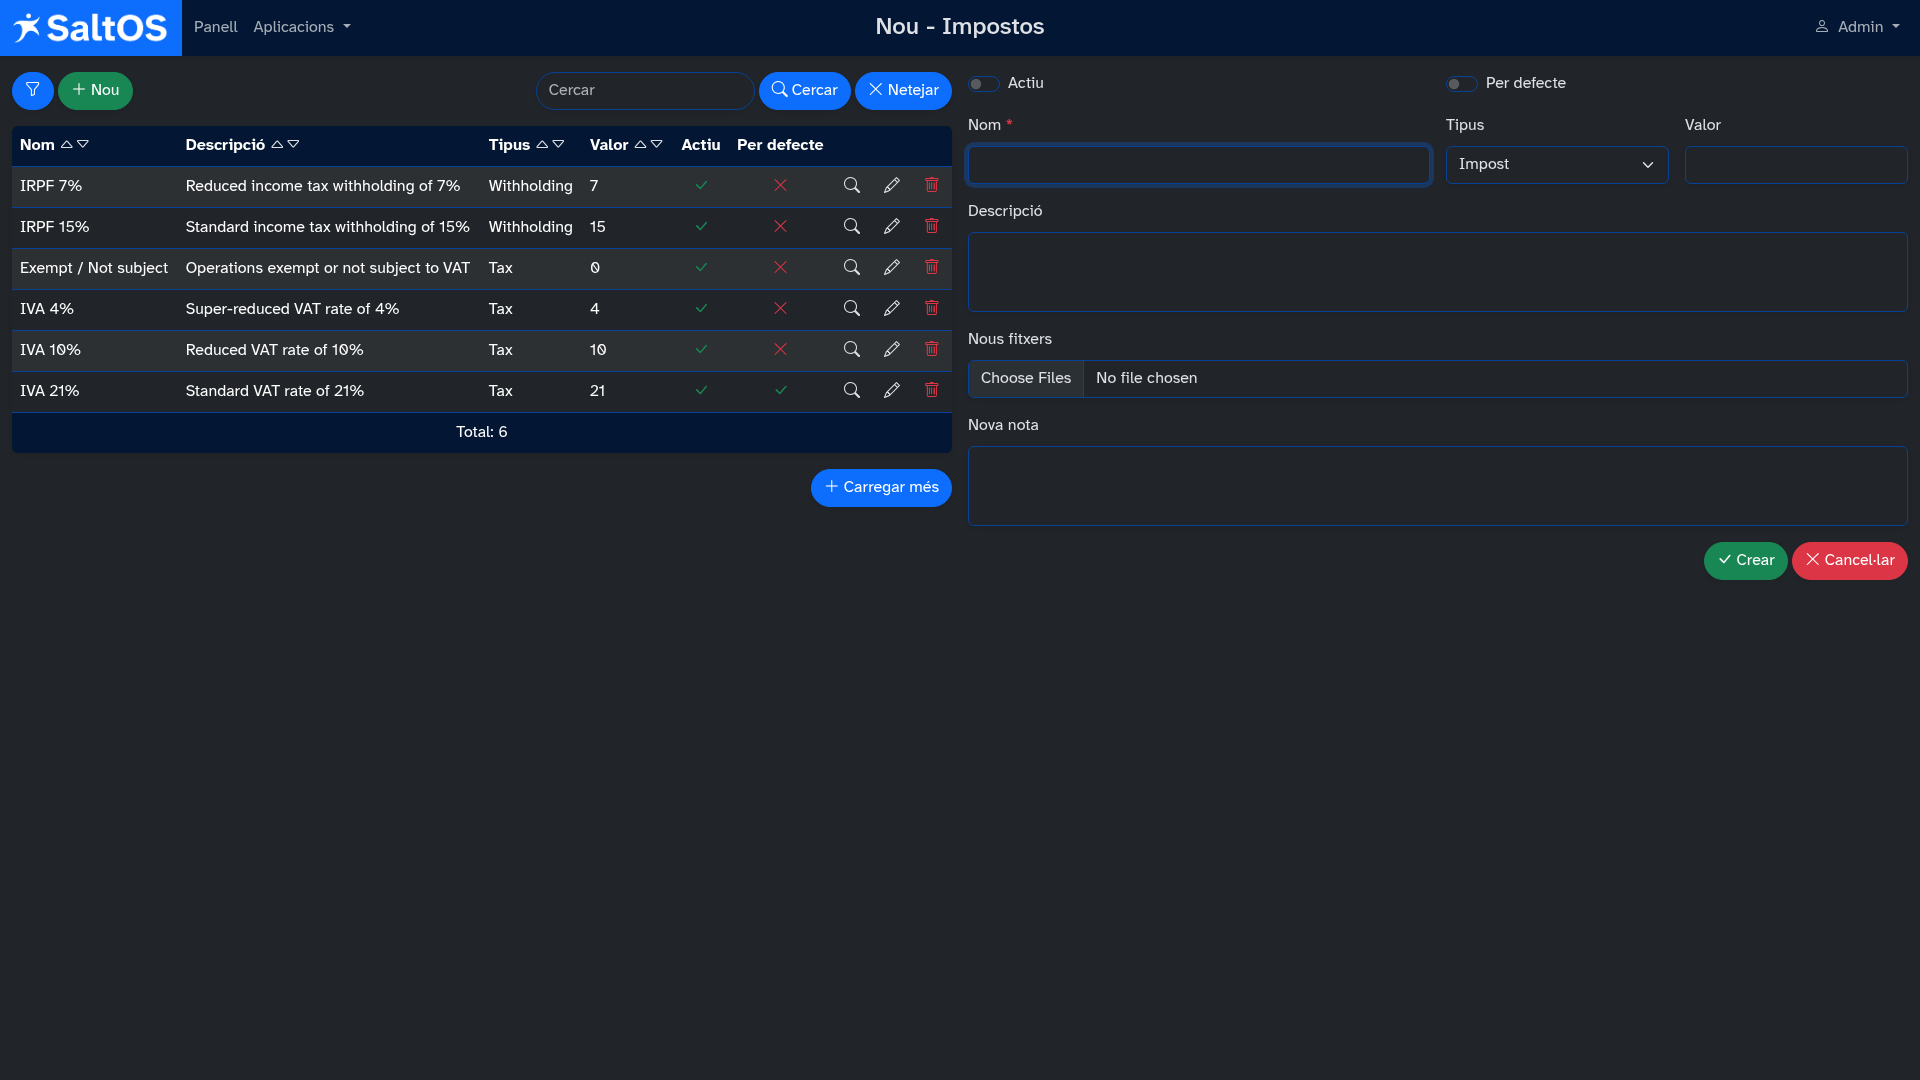 SaltOS Panell Aplicacions Nou - Impostos Admin
Nou Cercar Cercar Netejar
Nom Descripció Tipus Valor Actiu Per defecte
IRPF 7% Reduced income tax withholding of 7% Withholding 7
IRPF 15% Standard income tax withholding of 15% Withholding 15
Exempt / Not subject Operations exempt or not subject to VAT Tax 0
IVA 4% Super-reduced VAT rate of 4% Tax 4
IVA 10% Reduced VAT rate of 10% Tax 10
IVA 21% Standard VAT rate of 21% Tax 21
Total: 6
Carregar més
Actiu Per defecte
Nom * Tipus Valor
Impost
Descripció
Nous fitxers
Choose Files No file chosen
Nova nota
Crear Cancel·lar